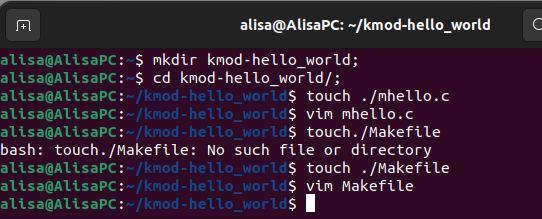 alisa@AlisaPC: ~/kmod-hello_world
alisa@AlisaPC:~$ mkdir kmod-hello_world;
alisa@AlisaPC:~$ cd kmod-hello_world/;
alisa@AlisaPC:~/kmod-hello_world$ touch ./mhello.c
alisa@AlisaPC:~/kmod-hello_world$ vim mhello.c
alisa@AlisaPC:~/kmod-hello_world$ touch./Makefile
bash: touch./Makefile: No such file or directory
alisa@AlisaPC:~/kmod-hello_world$ touch ./Makefile
alisa@AlisaPC:~/kmod-hello_world$ vim Makefile
alisa@AlisaPC:~/kmod-hello_world$